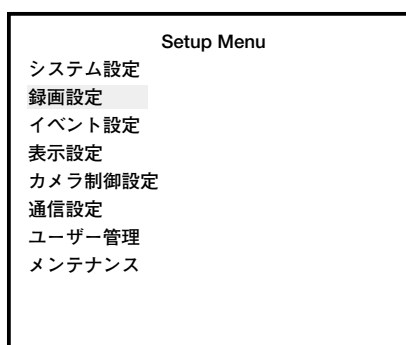 Setup Menu
システム設定
録画設定
イベント設定
表示設定
カメラ制御設定
通信設定
ユーザー管理
メンテナンス